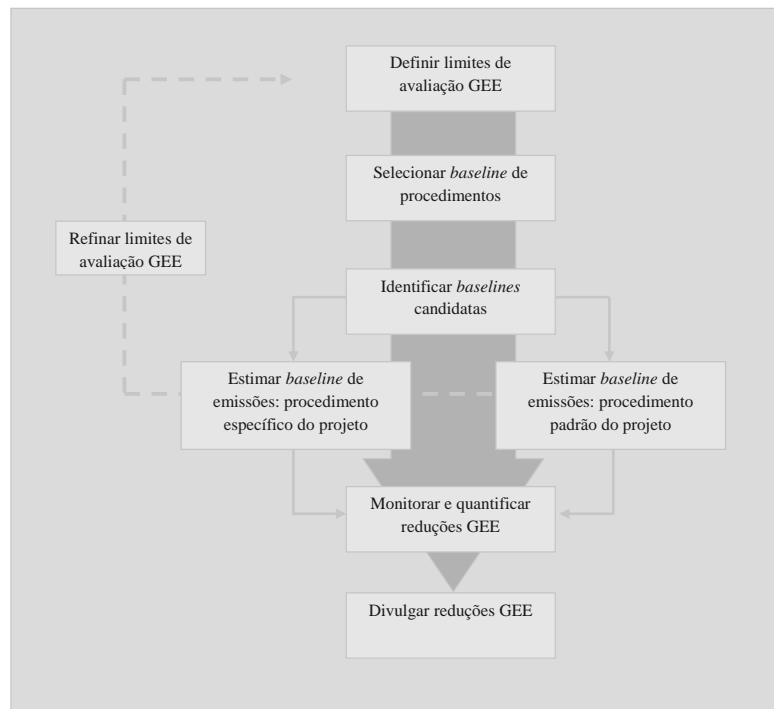 Definir limites de
avaliação GEE
Selecionar baseline de
procedimentos
Refinar limites de
avaliação GEE
Identificar baselines
candidatas
Estimar baseline de
emissões: procedimento
específico do projeto
Estimar baseline de
emissões: procedimento
padrão do projeto
Monitorar e quantificar
reduções GEE
Divulgar reduções GEE